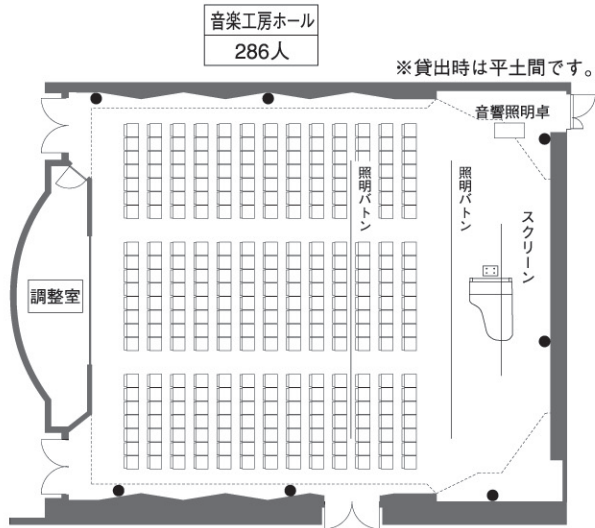 音楽工房ホール
286人
※貸出時は平土間です。
音響照明卓
照明バトン
照明バトン
スクリーン
調整室